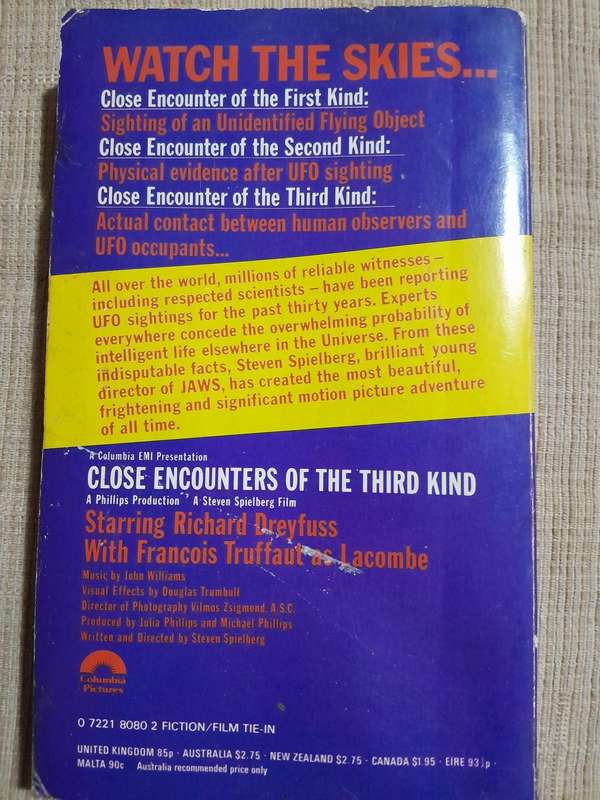 WATCH THE SKIES...
Close Encounter of the First Kind:
Sighting of an Unidentified Flying Object
Close Encounter of the Second Kind:
Physical evidence after UFO sighting
Close Encounter of the Third Kind:
Actual contact between human observers and
UFO occupants...
All over the world, millions of reliable witnesses –
including respected scientists – have been reporting
UFO sightings for the past thirty years. Experts
everywhere concede the overwhelming probability of
intelligent life elsewhere in the Universe. From these
indisputable facts, Steven Spielberg, brilliant young
director of JAWS, has created the most beautiful,
frightening and significant motion picture adventure
of all time.
A Columbia EMI Presentation
CLOSE ENCOUNTERS OF THE THIRD KIND
A Phillips Production A Steven Spielberg Film
Starring Richard Dreyfuss
With Francois Truffaut as Lacombe
Music by John Williams
Visual Effects by Douglas Trumbull
Director of Photography Vilmos Zsigmond, A.S.C.
Produced by Julia Phillips and Michael Phillips
Written and Directed by Steven Spielberg
Columbia
Pictures
0 7221 8080 2 FICTION/FILM TIE-IN
UNITED KINGDOM 85p · AUSTRALIA $2.75 · NEW ZEALAND $2.75 · CANADA $1.95 · EIRE 93½p ·
MALTA 90c Australia recommended price only